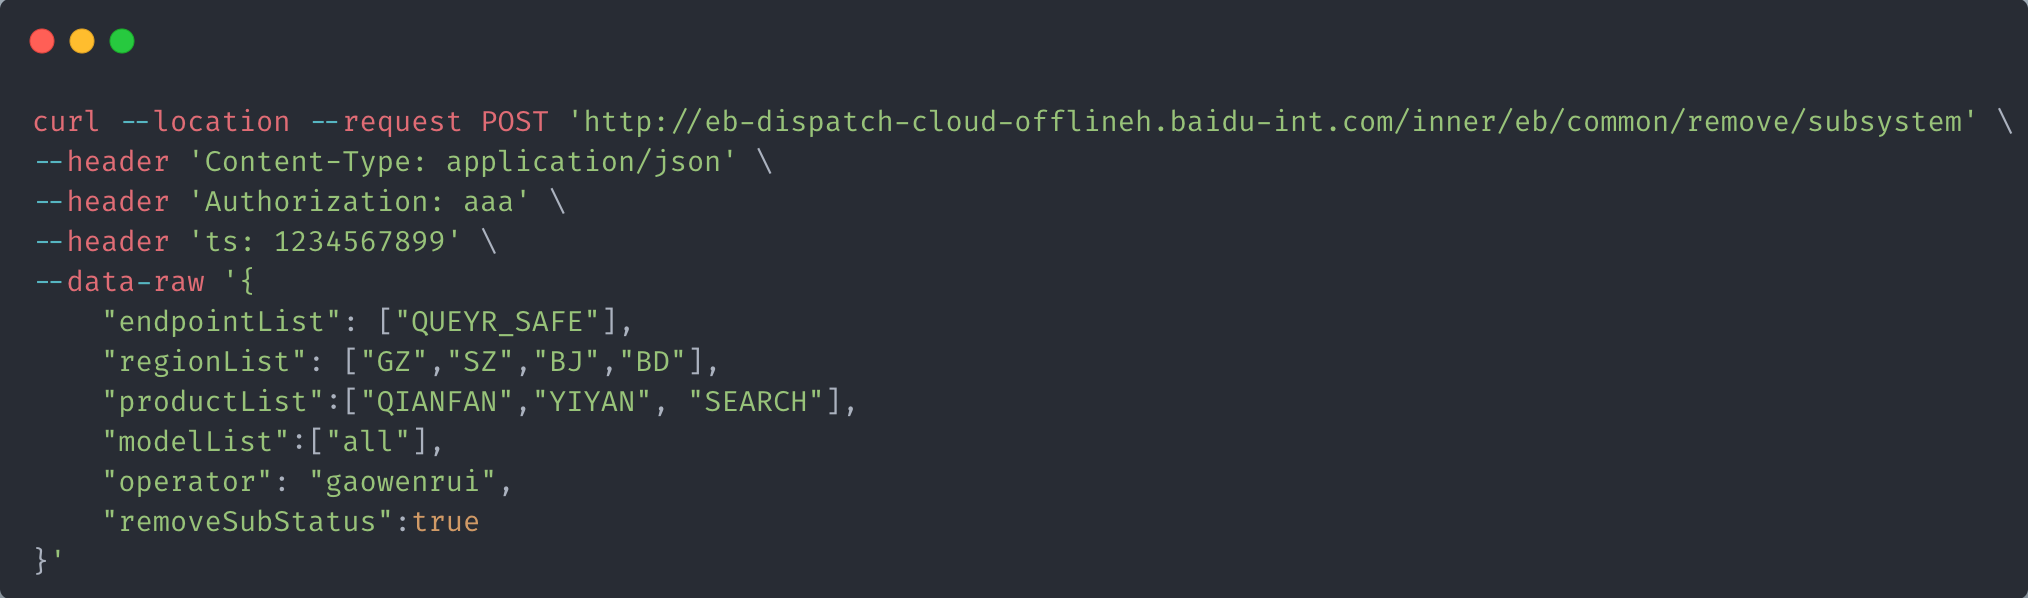 curl --location --request POST 'http://eb-dispatch-cloud-offlineh.baidu-int.com/inner/eb/common/remove/subsystem' \
--header 'Content-Type: application/json' \
--header 'Authorization: aaa' \
--header 'ts: 1234567899' \
--data-raw '{
    "endpointList": ["QUEYR_SAFE"],
    "regionList": ["GZ","SZ","BJ","BD"],
    "productList":["QIANFAN","YIYAN", "SEARCH"],
    "modelList":["all"],
    "operator": "gaowenrui",
    "removeSubStatus":true
}'